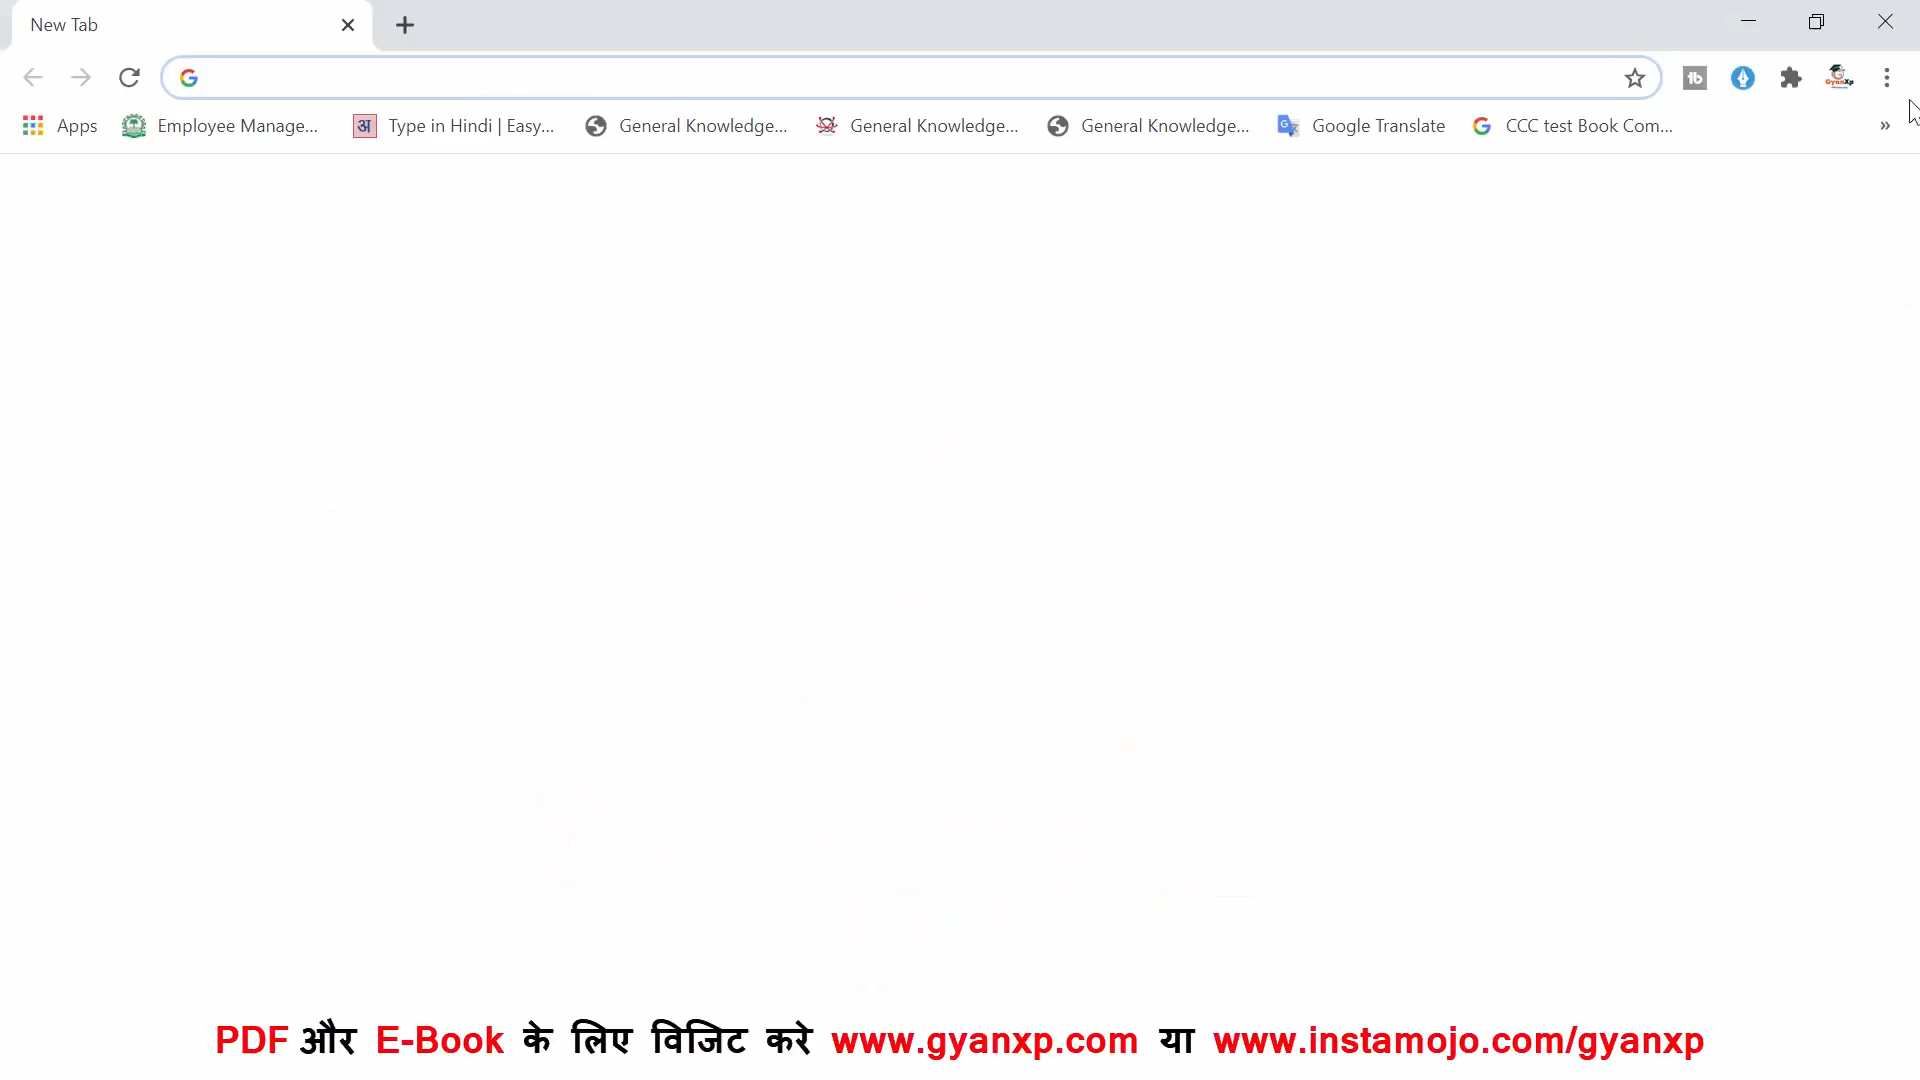 New Tab
Apps Employee Manage... Type in Hindi | Easy... General Knowledge... General Knowledge... General Knowledge... Google Translate CCC test Book Com...
PDF और E-Book के लिए विजिट करे www.gyanxp.com या www.instamojo.com/gyanxp